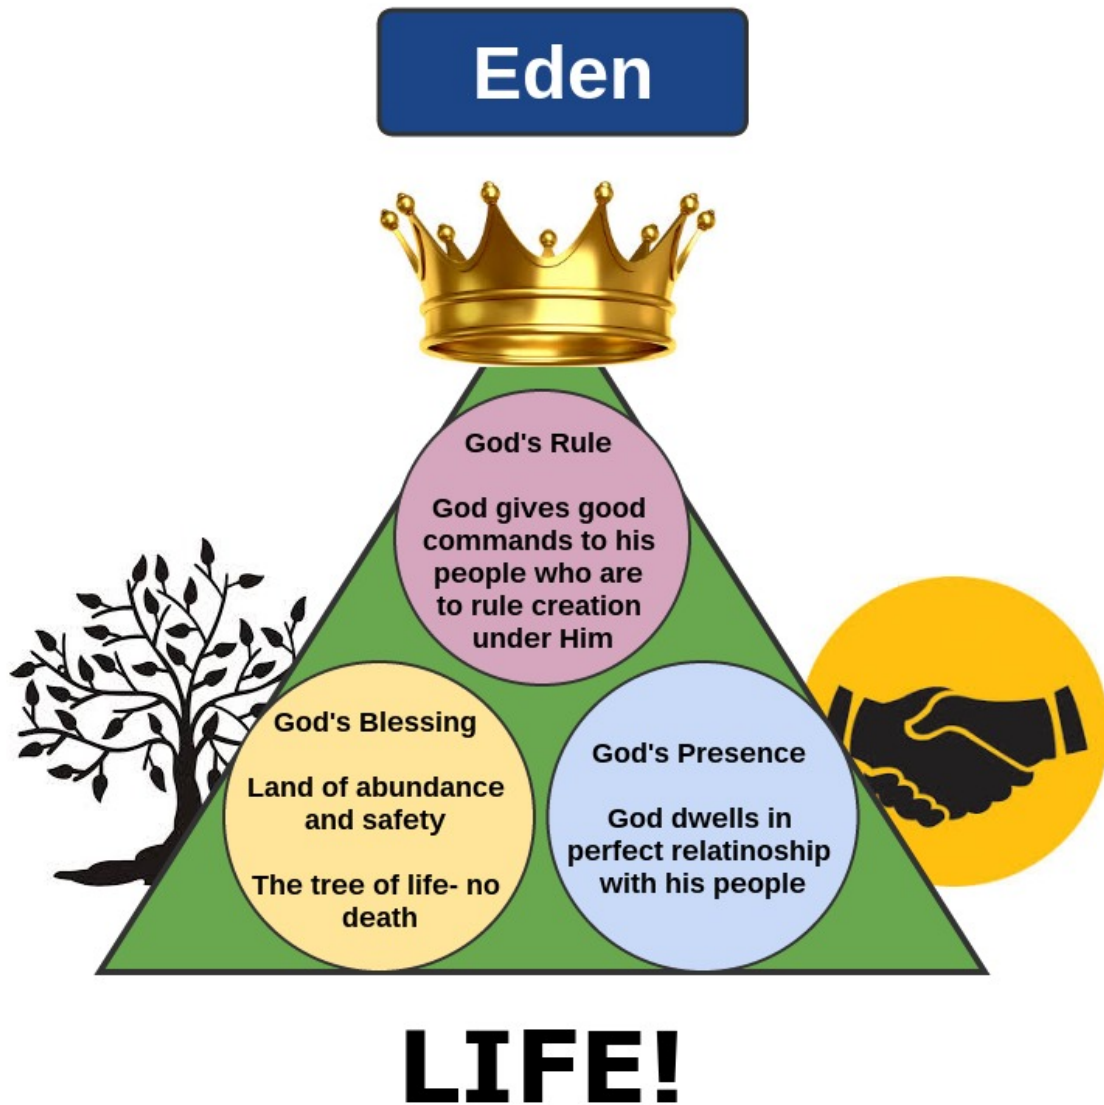 Eden
God's Rule
God gives good
commands to his
people who are
to rule creation
under Him
God's Blessing
Land of abundance
and safety
The tree of life- no
death
God's Presence
God dwells in
perfect relatinoship
with his people
LIFE!